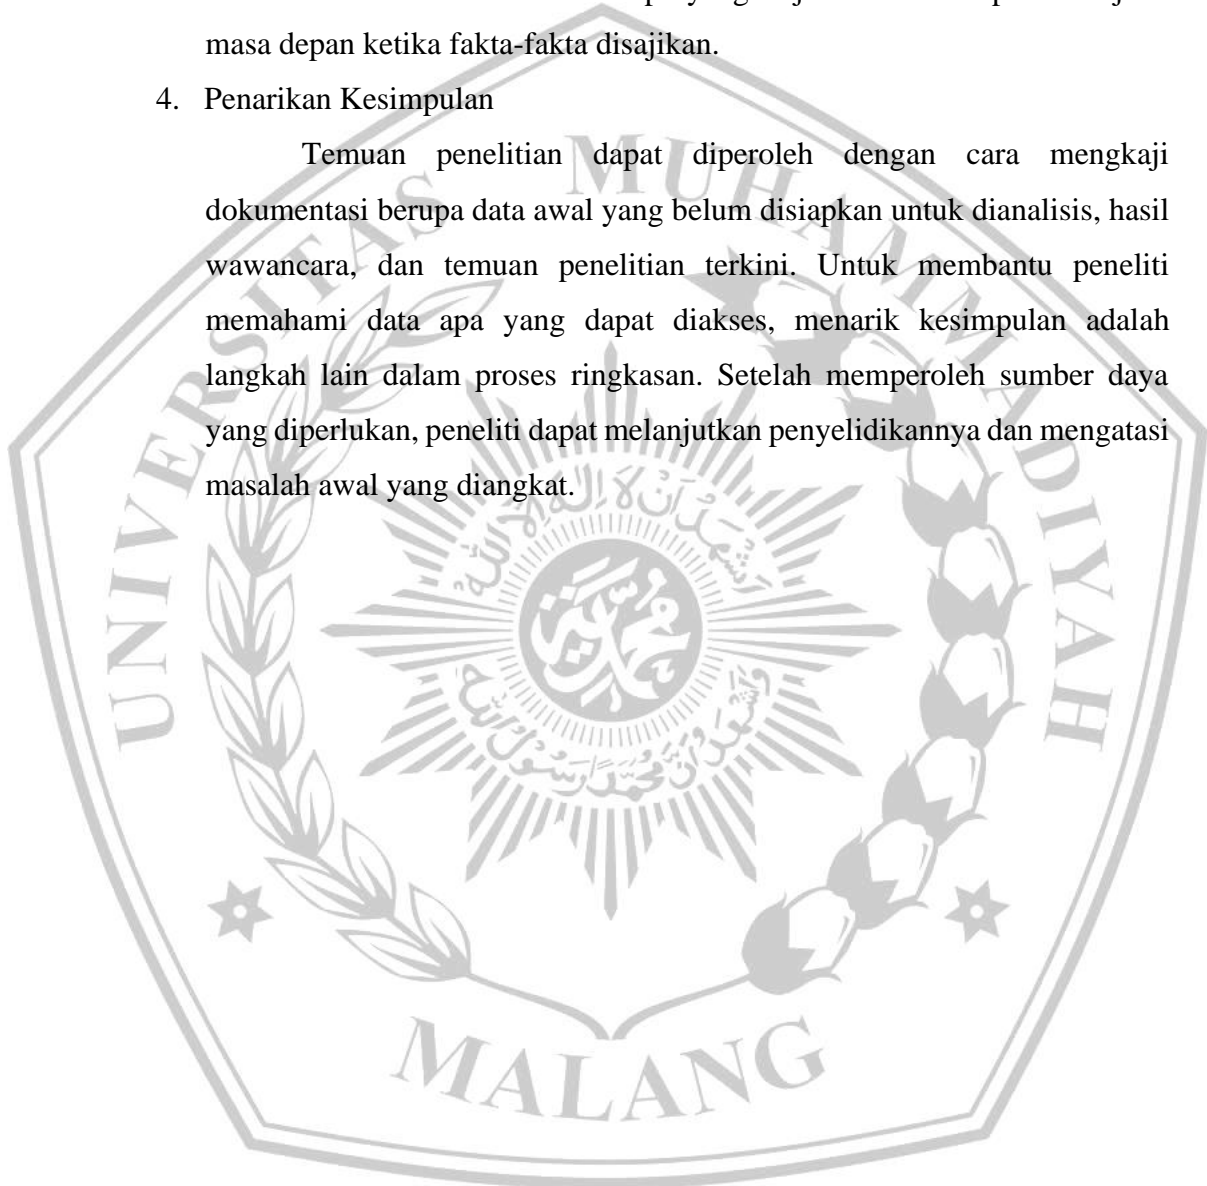 masa depan ketika fakta-fakta disajikan.
4. Penarikan Kesimpulan
Temuan penelitian dapat diperoleh dengan cara mengkaji
dokumentasi berupa data awal yang belum disiapkan untuk dianalisis, hasil
wawancara, dan temuan penelitian terkini. Untuk membantu peneliti
memahami data apa yang dapat diakses, menarik kesimpulan adalah
langkah lain dalam proses ringkasan. Setelah memperoleh sumber daya
yang diperlukan, peneliti dapat melanjutkan penyelidikannya dan mengatasi
masalah awal yang diangkat.
UNIVERSITAS MUHAMMADIYAH
MALANG